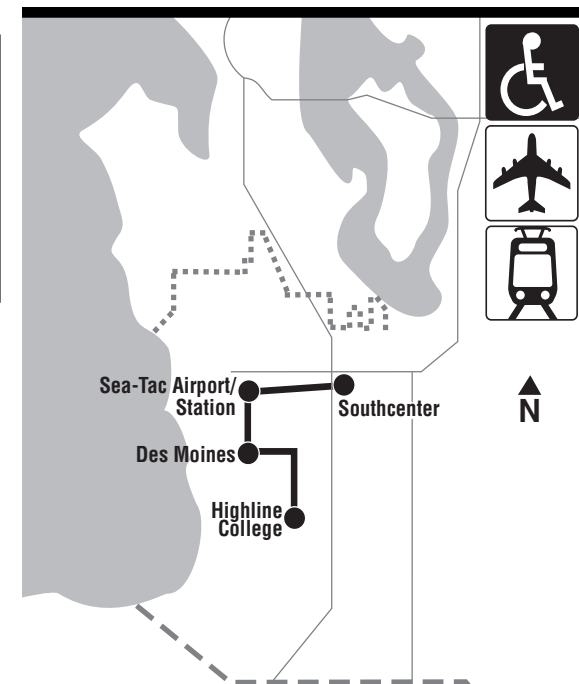 Sea-Tac Airport/
Station
Southcenter
N
Des Moines
Highline
College